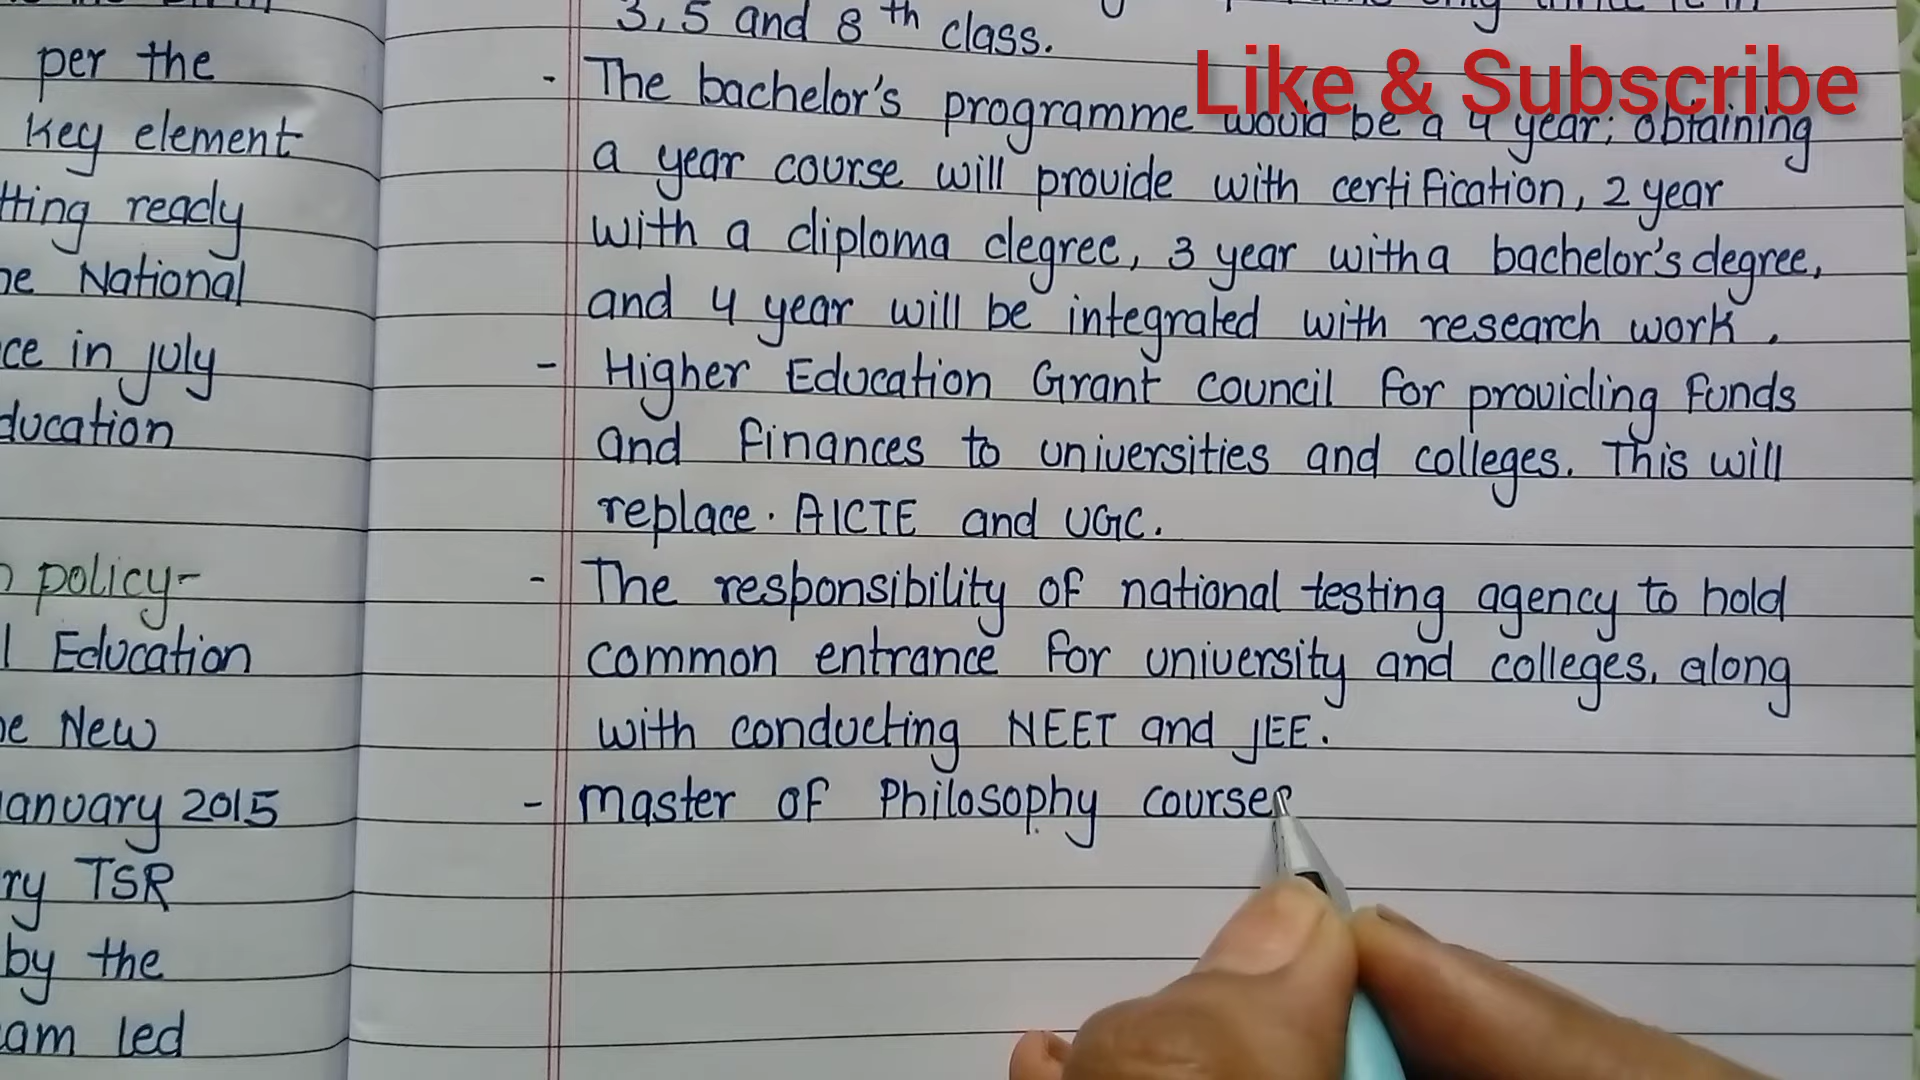 per the
Key element
tting ready
National
ce in july
ducation
policy-
l Education
New
anuary 2015
ry TSR
by the
am led
3, 5 and 8th class.
Like & Subscribe
- The bachelor's programme would be a 4 year; obtaining
a year course will provide with certification, 2 year
with a diploma degree, 3 year with a bachelor's degree,
and 4 year will be integrated with research work.
- Higher Education Grant council for providing funds
and finances to universities and colleges. This will
replace. AICTE and UGC.
- The responsibility of national testing agency to hold
common entrance for university and colleges, along
with conducting NEET and JEE.
- Master of Philosophy courses